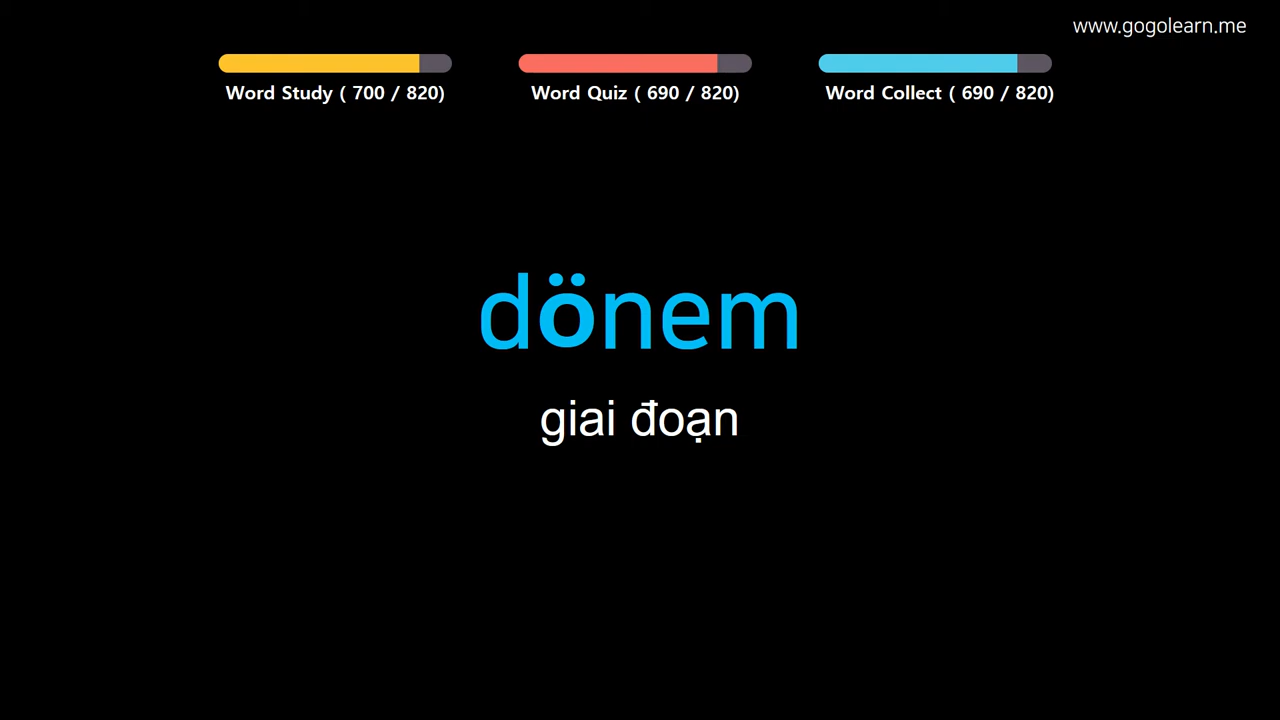 www.gogolearn.me
Word Study ( 700 / 820)
Word Quiz ( 690 / 820)
Word Collect ( 690 / 820)
dönem
giai đoạn